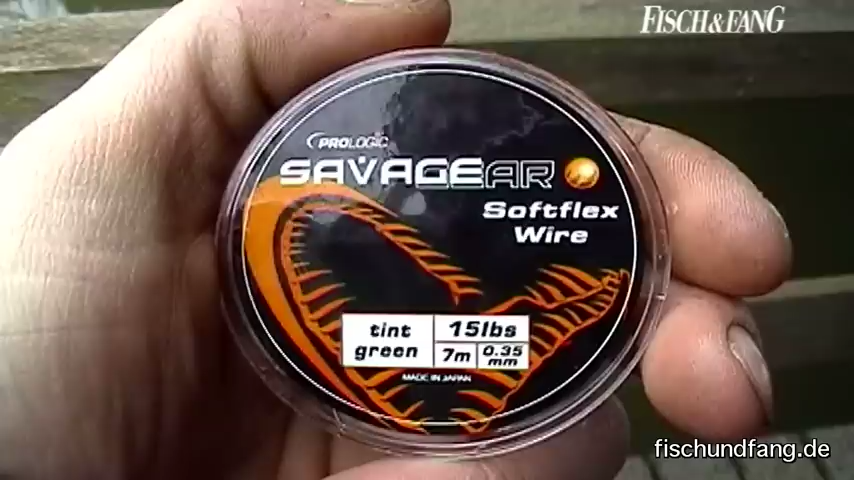 FISCH&FANG
PROLOGIC
SAVAGEAR
Softflex
Wire
tint
green
15lbs
7m
0.35
mm
MADE IN JAPAN
fischundfang.de